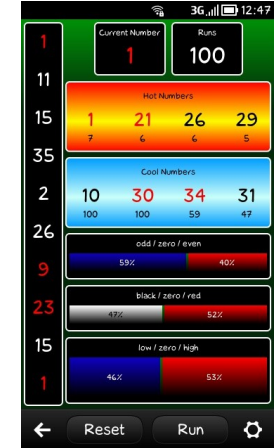 3G 12:47
Current Number
1
Runs
100
1
11
15
35
2
26
9
23
15
1
Hot Numbers
1 21 26 29
7 6 6 5
Cool Numbers
10 30 34 31
100 100 59 47
odd / zero / even
59% 40%
black / zero / red
47% 52%
low / zero / high
46% 53%
Reset Run